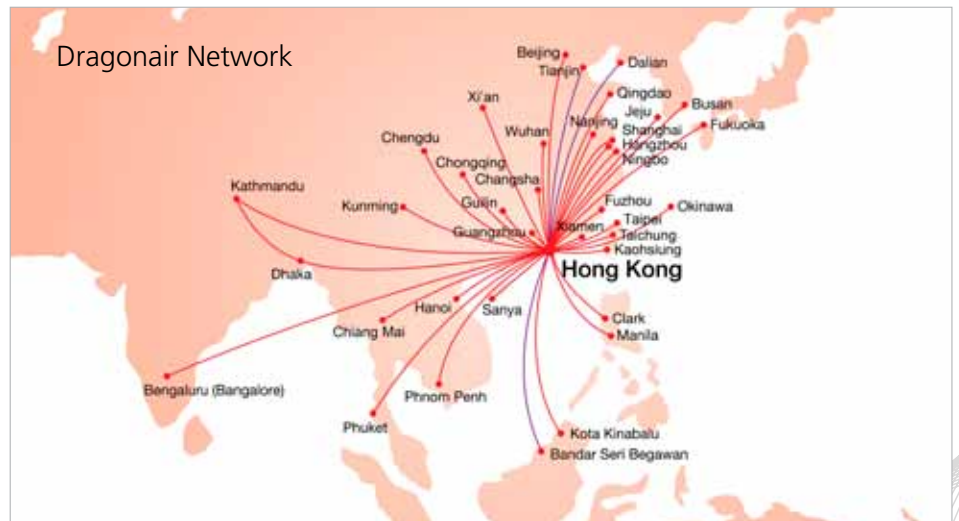 Dragonair Network
Beijing
Tianjin
Dalian
Qingdao
Xi'an
Jeju
Busan
Nanjing
Shanghai
Fukuoka
Wuhan
Hangzhou
Chengdu
Ningbo
Chongqing
Changsha
Kathmandu
Kunming
Guilin
Fuzhou
Okinawa
Taipei
Xiamen
Guangzhou
Taichung
Kaohsiung
Hong Kong
Dhaka
Hanoi
Sanya
Clark
Chiang Mai
Manila
Bengaluru (Bangalore)
Phnom Penh
Phuket
Kota Kinabalu
Bandar Seri Begawan